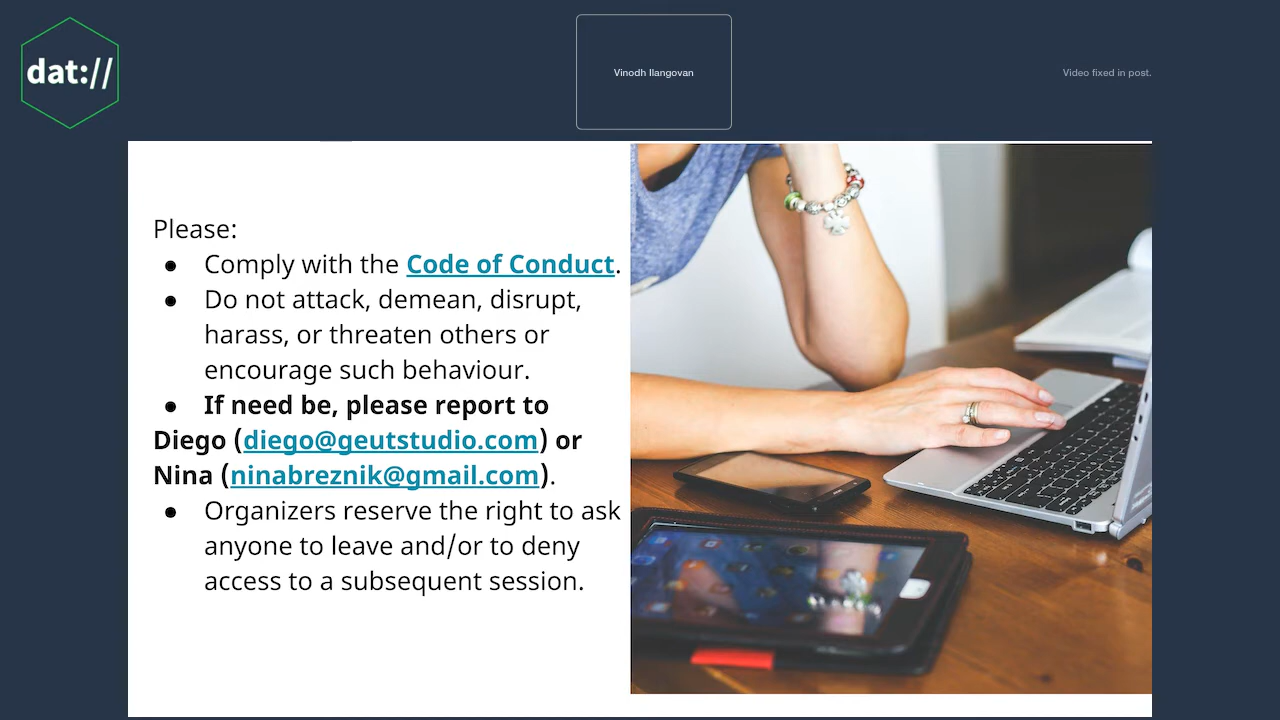 dat://
Vinodh Ilangovan
Video fixed in post.
Please:
● Comply with the Code of Conduct.
● Do not attack, demean, disrupt,
harass, or threaten others or
encourage such behaviour.
● If need be, please report to
Diego (diego@geutstudio.com) or
Nina (ninabreznik@gmail.com).
● Organizers reserve the right to ask
anyone to leave and/or to deny
access to a subsequent session.